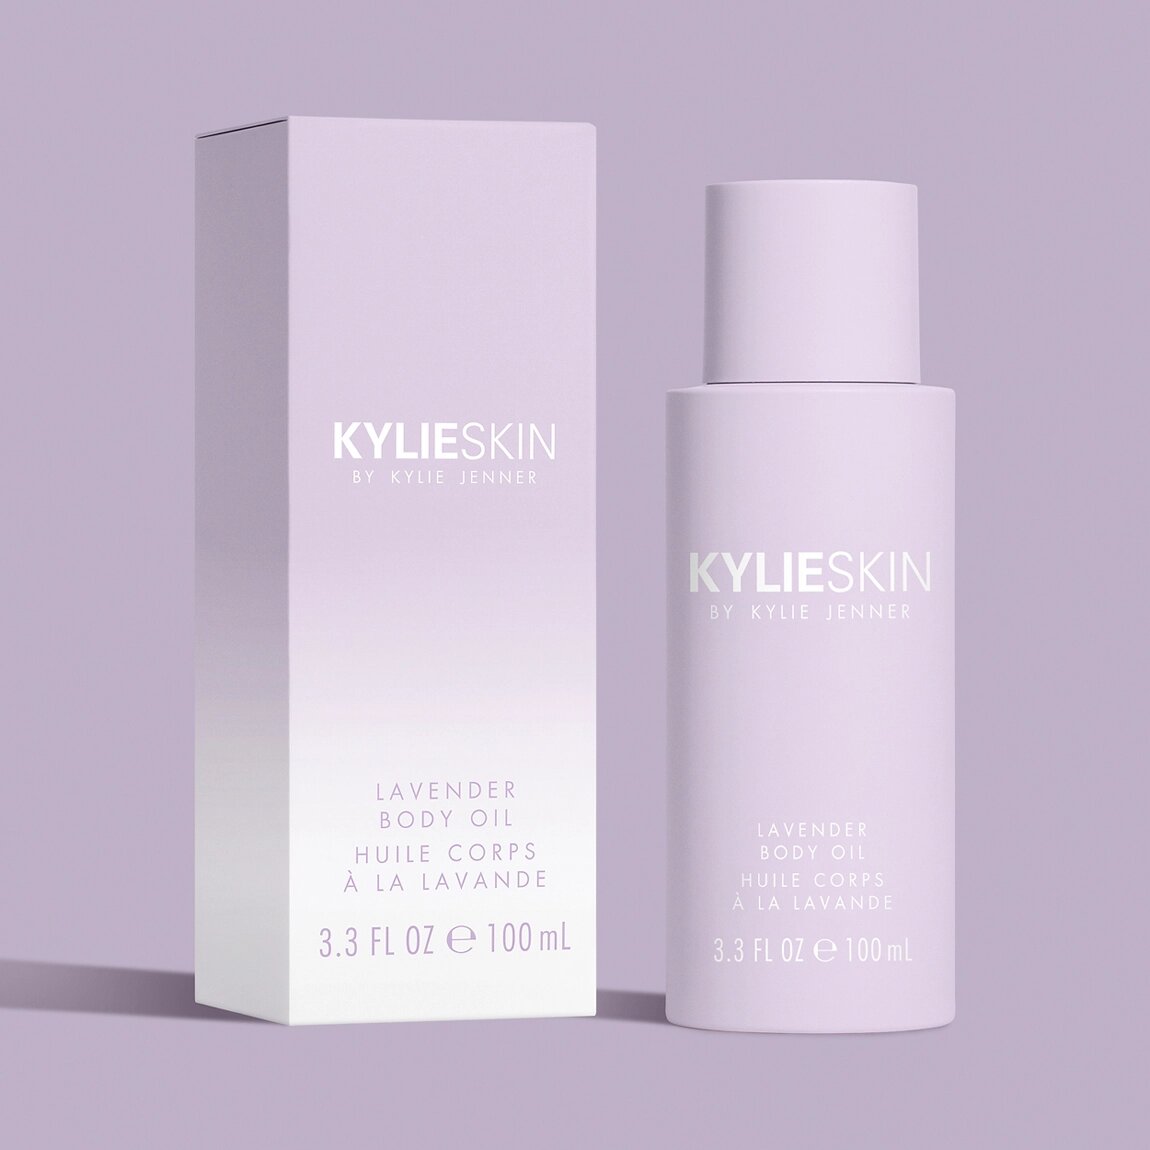 KYLIESKIN
BY KYLIE JENNER
LAVENDER
BODY OIL
HUILE CORPS
À LA LAVANDE
3.3 FL OZ ℮ 100 mL
KYLIESKIN
BY KYLIE JENNER
LAVENDER
BODY OIL
HUILE CORPS
À LA LAVANDE
3.3 FL OZ ℮ 100 mL